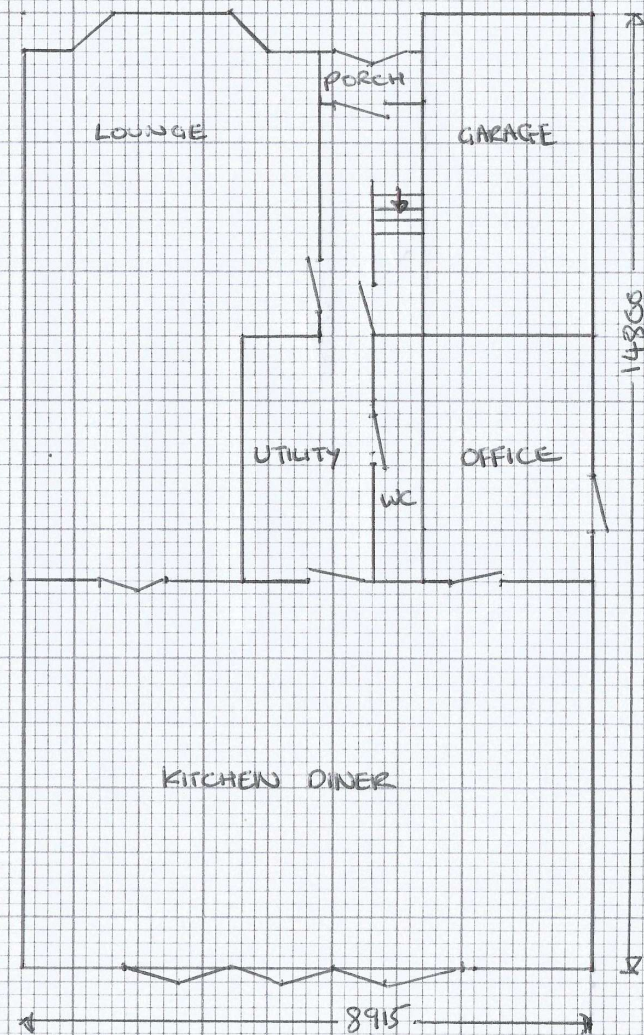 PORCH
LOUNGE
GARAGE
14800
UTILITY
OFFICE
WC
KITCHEN DINER
8915